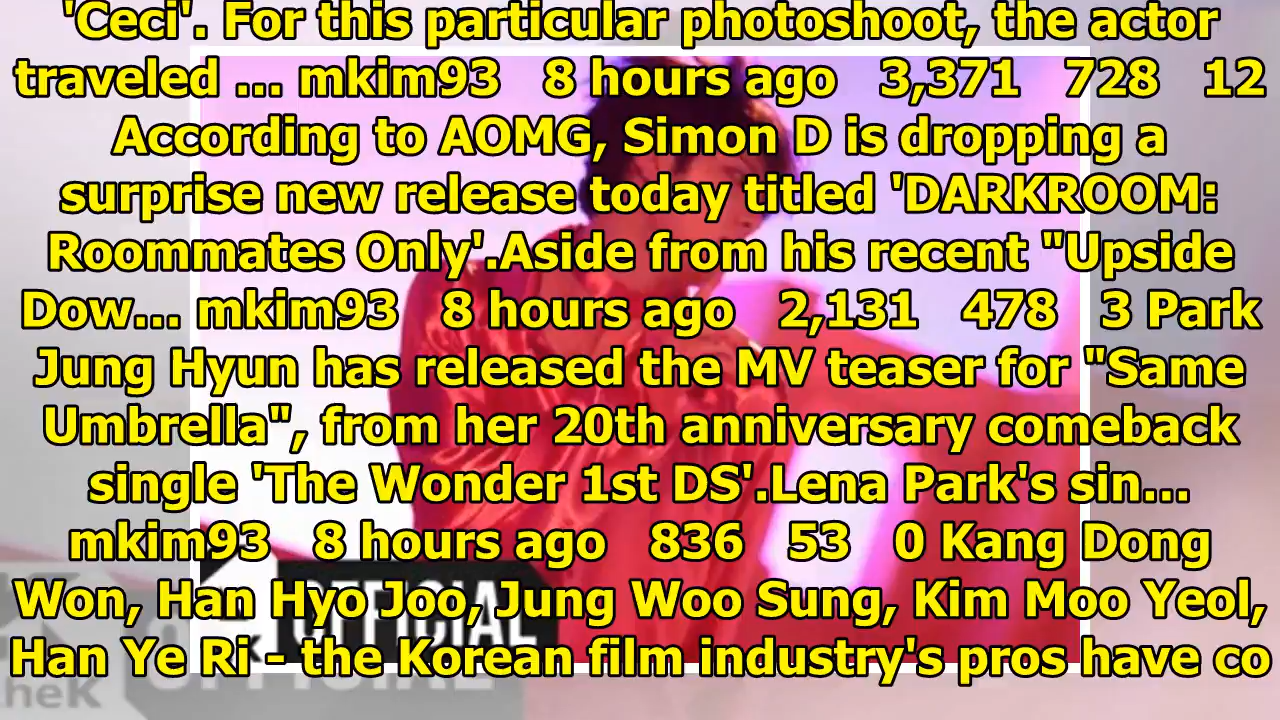 'Ceci'. For this particular photoshoot, the actor
traveled ... mkim93 8 hours ago 3,371 728 12
According to AOMG, Simon D is dropping a
surprise new release today titled 'DARKROOM:
Roommates Only'.Aside from his recent "Upside
Dow... mkim93 8 hours ago 2,131 478 3 Park
Jung Hyun has released the MV teaser for "Same
Umbrella", from her 20th anniversary comeback
single 'The Wonder 1st DS'.Lena Park's sin...
mkim93 8 hours ago 836 53 0 Kang Dong
Won, Han Hyo Joo, Jung Woo Sung, Kim Moo Yeol,
OFFICIAL
Han Ye Ri - the Korean film industry's pros have co
OFFICIAL
theK